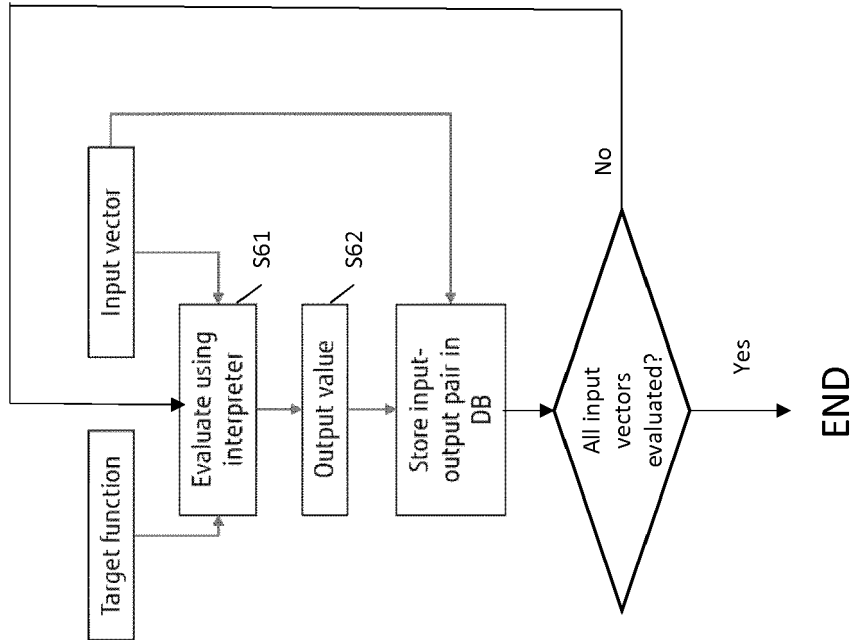 Target function
Input vector
Evaluate using
interpreter
S61
Output value
S62
Store input-
output pair in
DB
All input
vectors
evaluated?
No
Yes
END